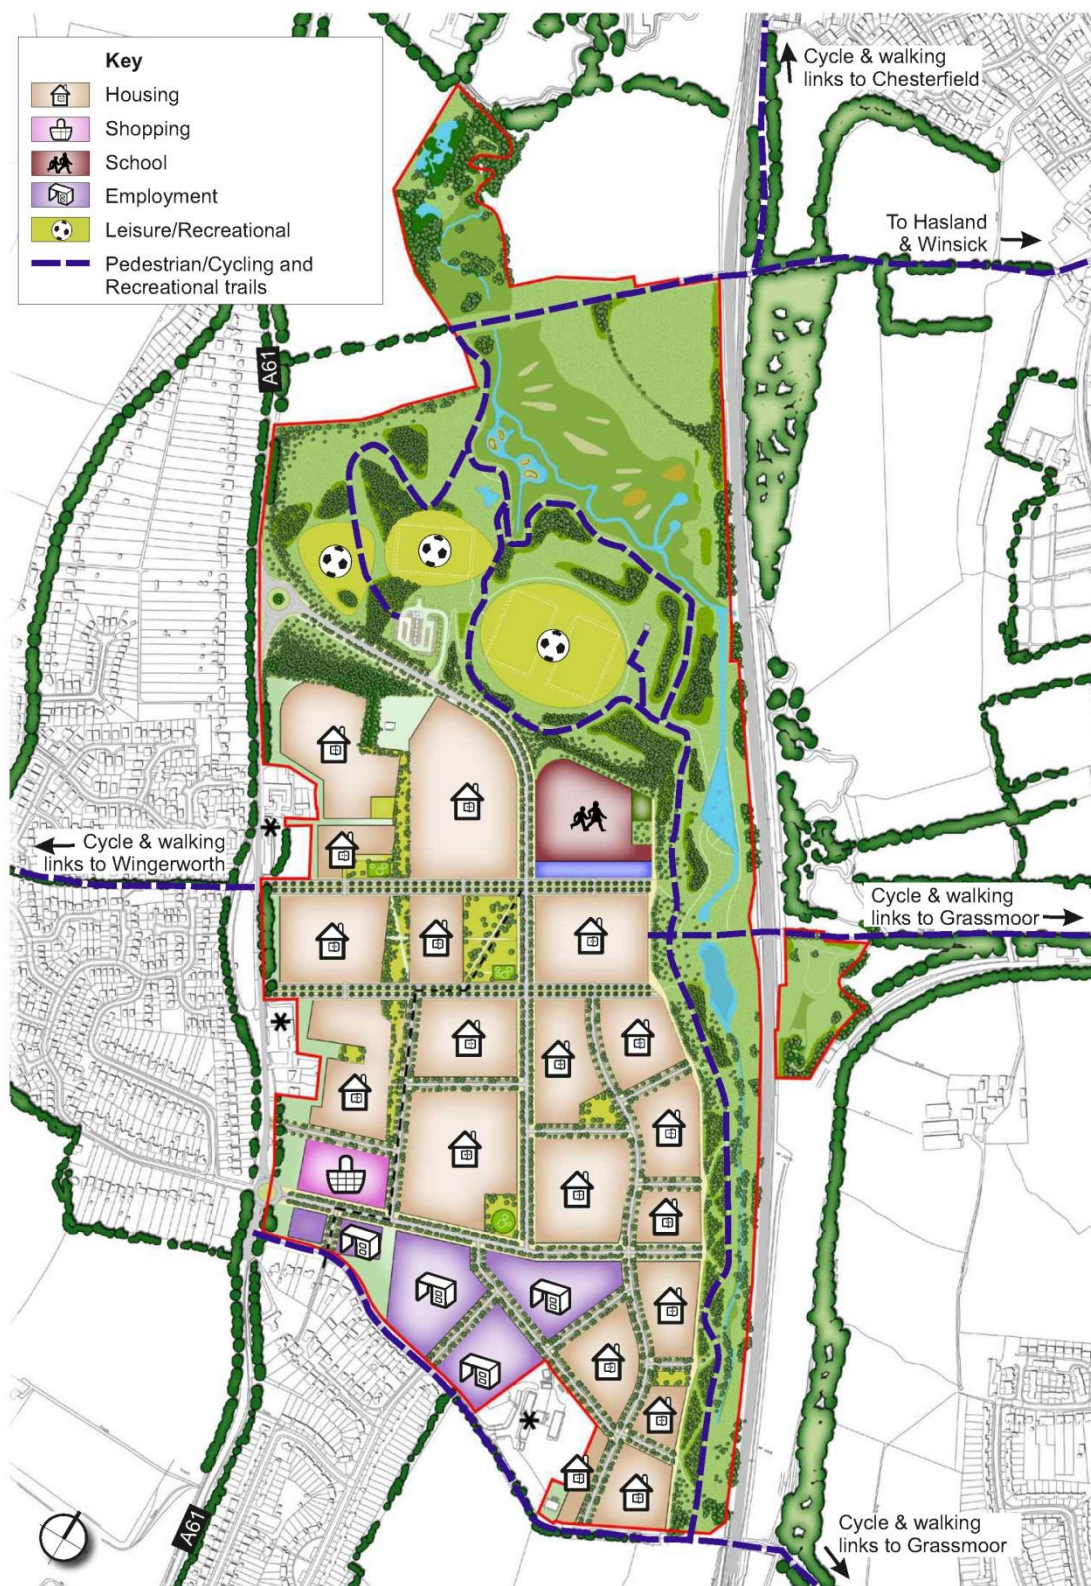 Key
Housing
Shopping
School
Employment
Leisure/Recreational
Pedestrian/Cycling and
Recreational trails
Cycle & walking
links to Chesterfield
To Hasland
& Winsick
A61
Cycle & walking
links to Wingerworth
Cycle & walking
links to Grassmoor
A61
Cycle & walking
links to Grassmoor